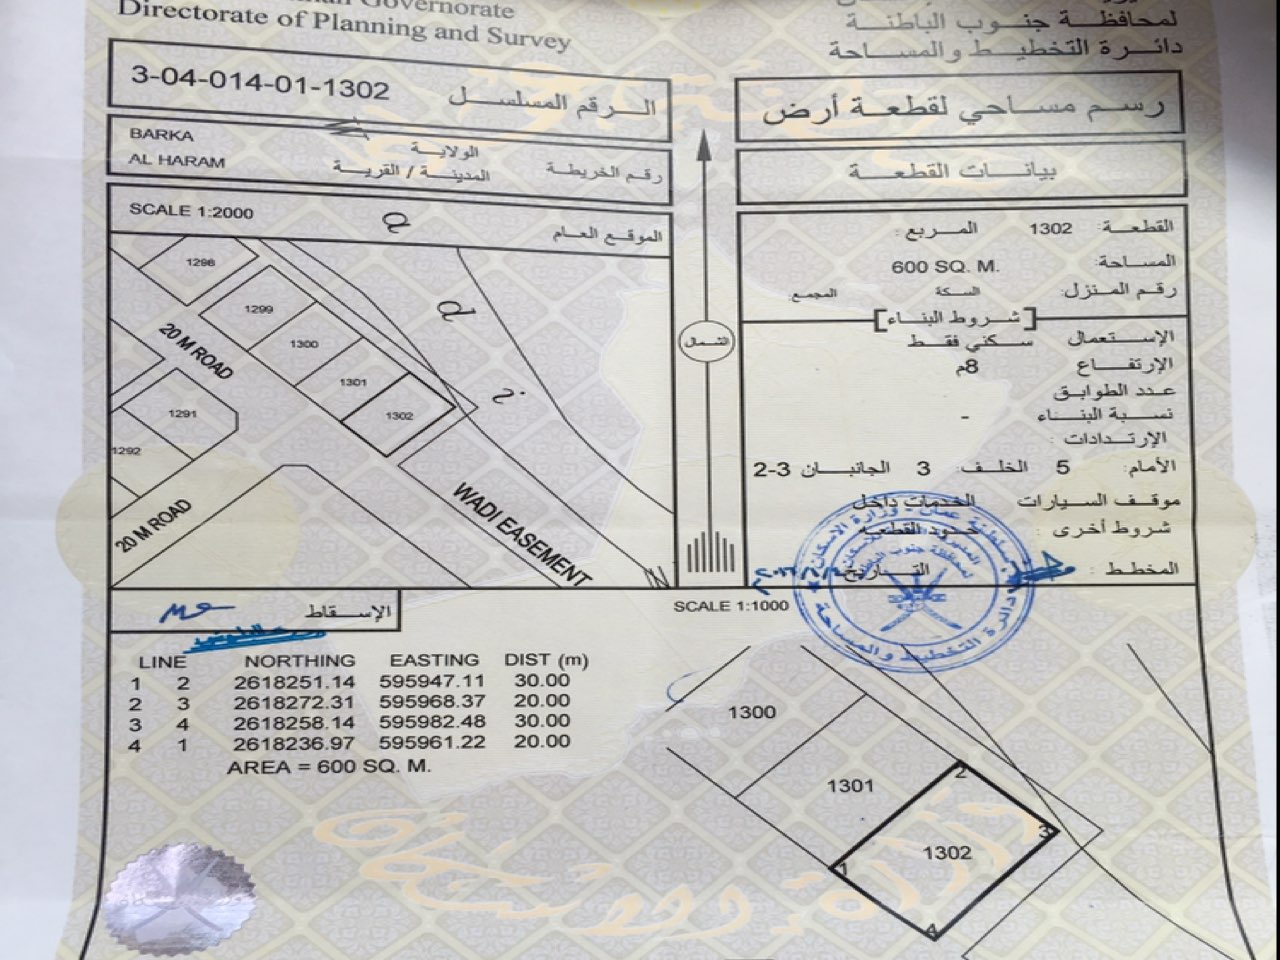 Governorate
Directorate of Planning and Survey
لمحافظة جنوب الباطنة
دائرة التخطيط والمساحة
3-04-014-01-1302 الرقم المسلسل
رسم مساحي لقطعة أرض
BARKA الولاية
AL HARAM المدينة / القرية رقم الخريطة
بيانات القطعة
SCALE 1:2000 الموقع العام
القطعة: 1302 المربع:
المساحة: 600 SQ. M.
رقم المنزل: السكة المجمع:
[شروط البناء]
الإستعمال سكني فقط
الإرتفاع 8م
عدد الطوابق
نسبة البناء -
الإرتدادات:
الأمام: 5 الخلف: 3 الجانبان 3-2
موقف السيارات الخدمات داخل
شروط أخرى: حدود القطعة
المخطط: التاريخ
w a d i
1298
1299
1300
1301
1302
20 M ROAD
1291
1292
20 M ROAD
WADI EASEMENT
N
الشمال
الإسقاط
SCALE 1:1000
LINE NORTHING EASTING DIST (m)
1 2 2618251.14 595947.11 30.00
2 3 2618272.31 595968.37 20.00
3 4 2618258.14 595982.48 30.00
4 1 2618236.97 595961.22 20.00
AREA = 600 SQ. M.
1300
1301
1302
1
2
3
4
سلطنة عمان - وزارة الإسكان
لمحافظة جنوب الباطنة
دائرة التخطيط والمساحة